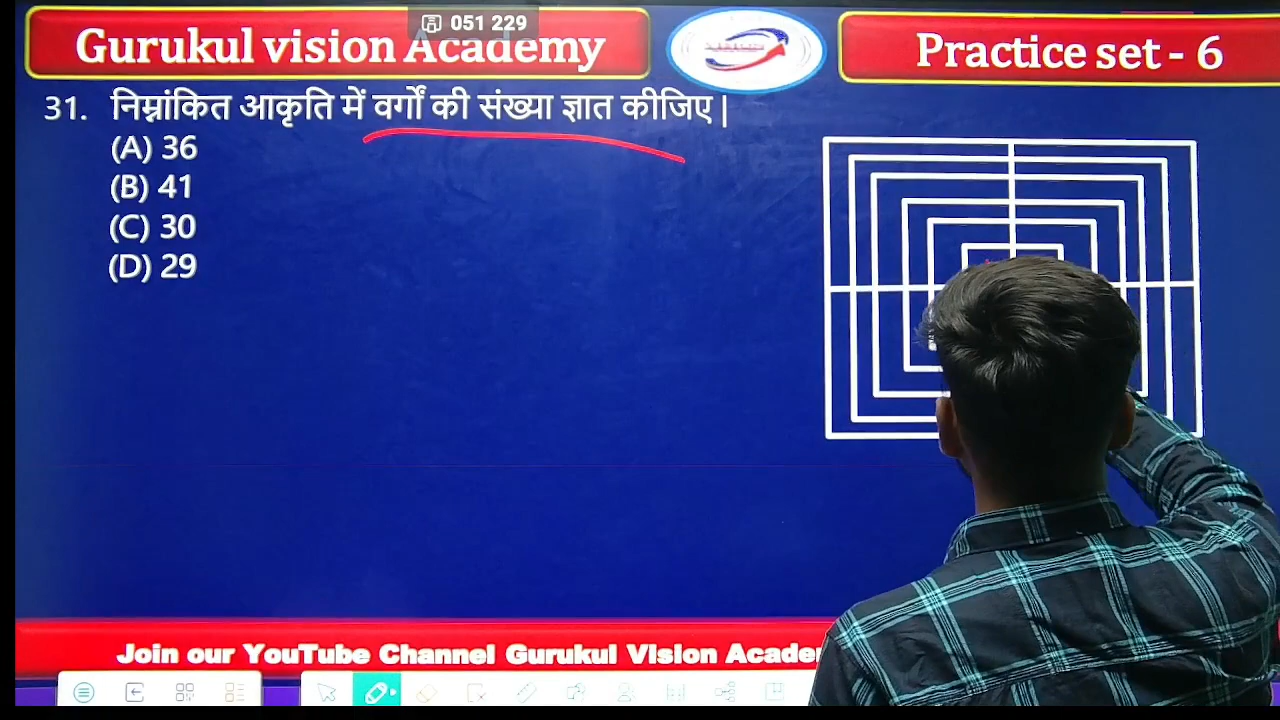 051 229
Gurukul vision Academy
Practice set - 6
31. निम्नांकित आकृति में वर्गों की संख्या ज्ञात कीजिए |
(A) 36
(B) 41
(C) 30
(D) 29
Join our YouTube Channel Gurukul Vision